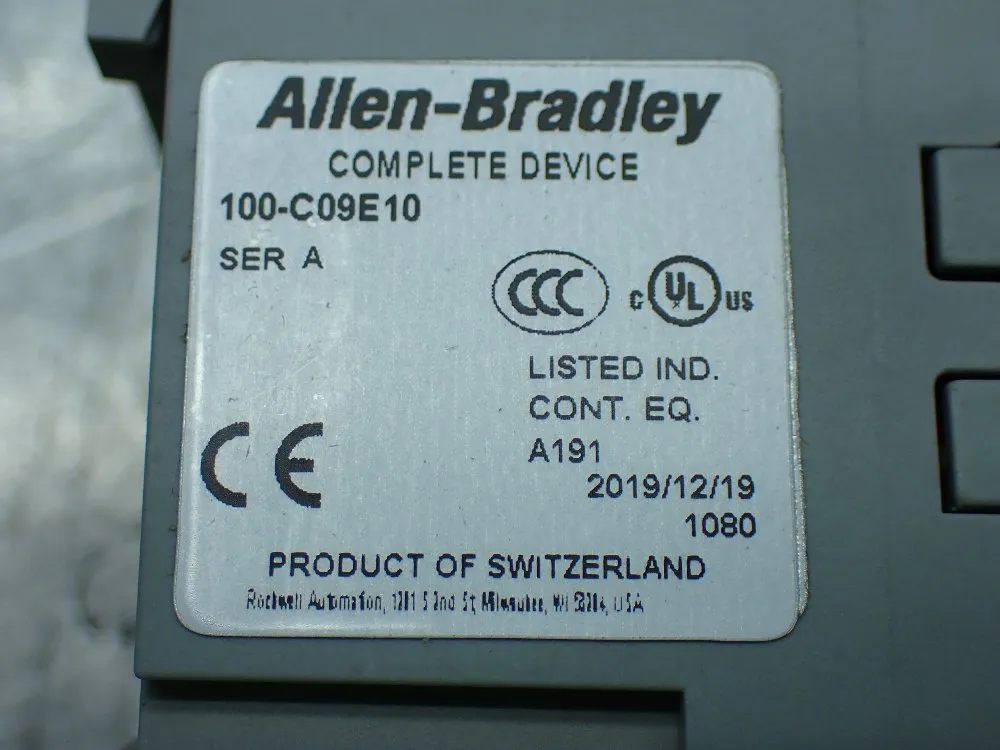 Allen-Bradley
COMPLETE DEVICE
100-C09E10
SER A
CCC
C UL US
LISTED IND.
CONT. EQ.
A191
CE
2019/12/19
1080
PRODUCT OF SWITZERLAND
Rockwell Automation, 1201 S 2nd St, Milwaukee, WI 53204, USA